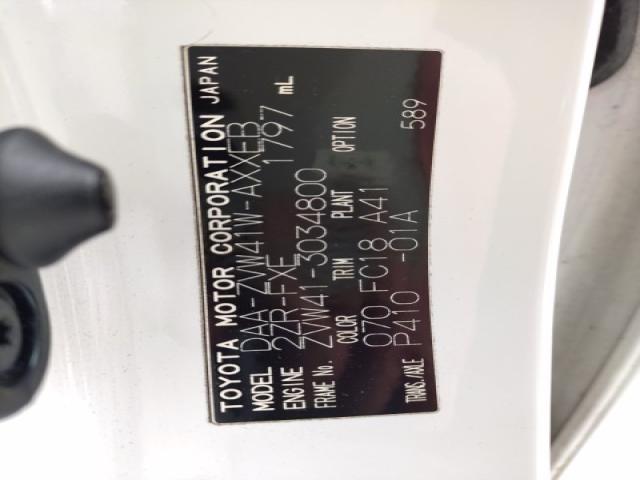 TOYOTA MOTOR CORPORATION JAPAN
MODEL DAA-ZVW41W-AXXEB
ENGINE 2ZR-FXE 1797 mL
FRAME No. ZVW41-3034800
COLOR TRIM PLANT OPTION
070 FC18 A41
TRANS./AXLE P410 -01A 589